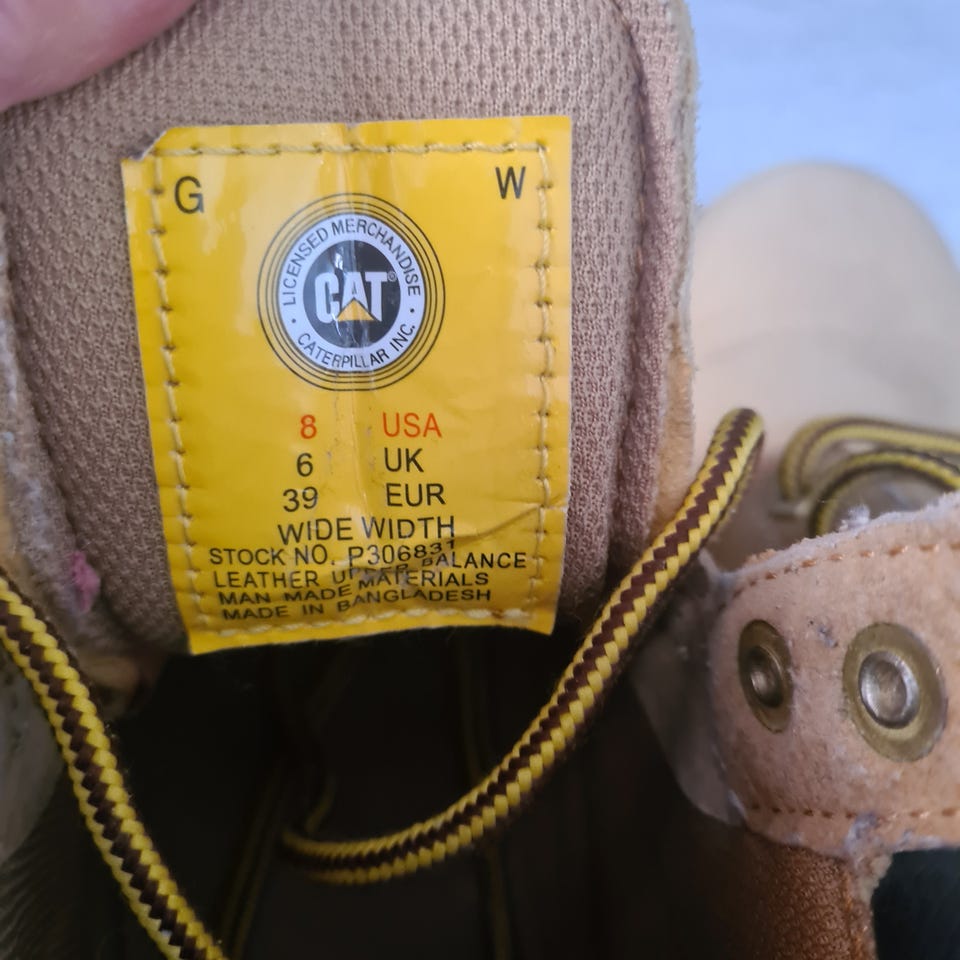 G W
LICENSED MERCHANDISE
CAT®
· CATERPILLAR INC. ·
8 USA
6 UK
39 EUR
WIDE WIDTH
STOCK NO. P306831
LEATHER UPPER BALANCE
MAN MADE MATERIALS
MADE IN BANGLADESH